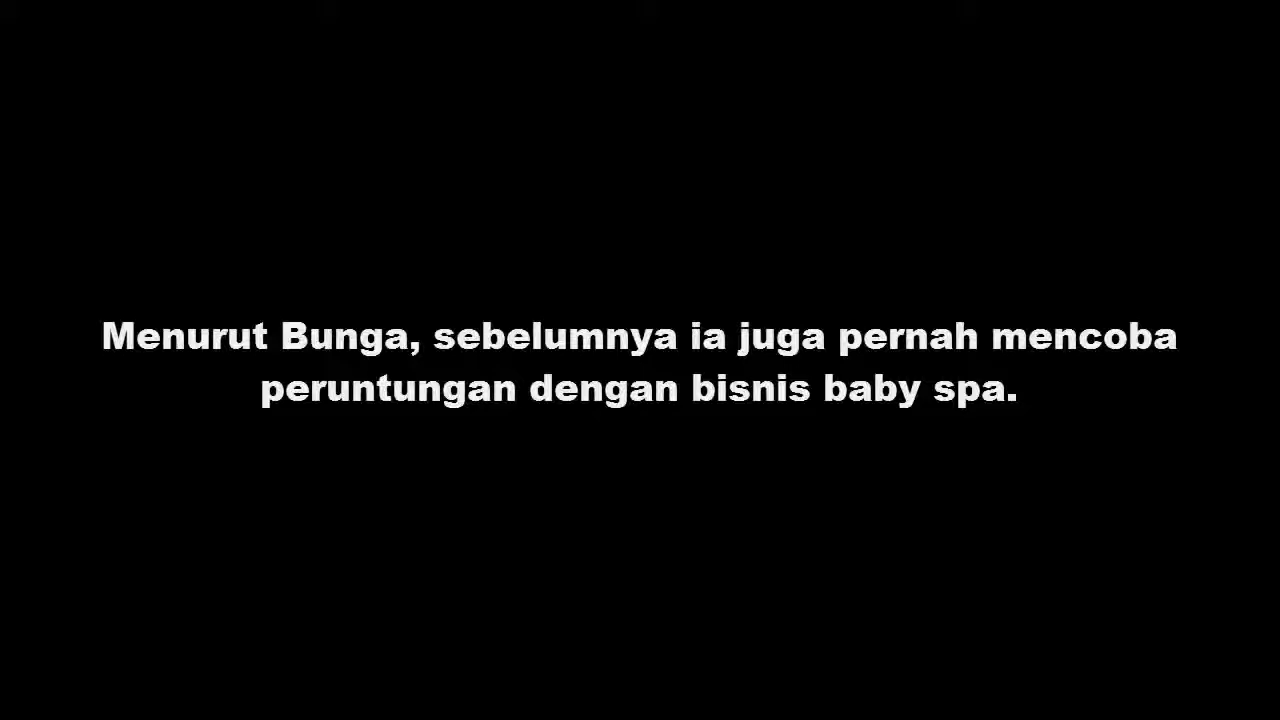 Menurut Bunga, sebelumnya ia juga pernah mencoba
peruntungan dengan bisnis baby spa.